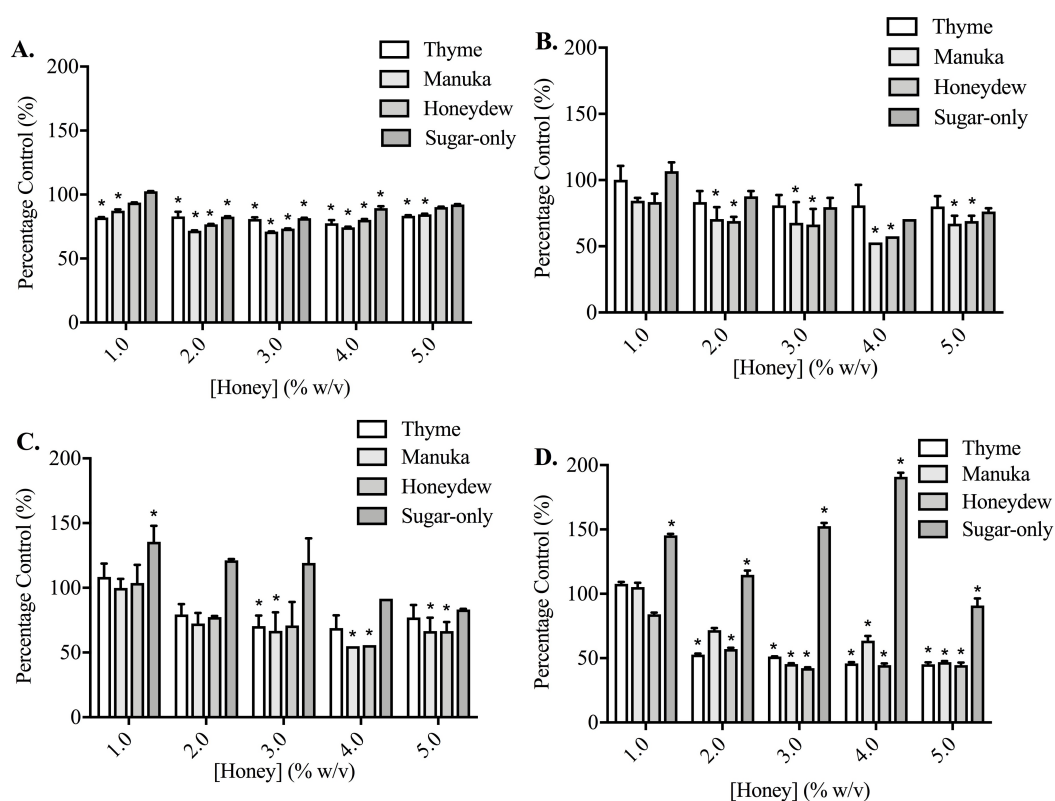 A.
Thyme
Manuka
Honeydew
Sugar-only
Percentage Control (%)
200
150
100
50
0
* * * * * * * * * * * * * * * *
1.0 2.0 3.0 4.0 5.0
[Honey] (% w/v)
B.
Thyme
Manuka
Honeydew
Sugar-only
Percentage Control (%)
200
150
100
50
0
* * * * * * * *
1.0 2.0 3.0 4.0 5.0
[Honey] (% w/v)
C.
Thyme
Manuka
Honeydew
Sugar-only
Percentage Control (%)
200
150
100
50
0
* * * * * * *
1.0 2.0 3.0 4.0 5.0
[Honey] (% w/v)
D.
Thyme
Manuka
Honeydew
Sugar-only
Percentage Control (%)
200
150
100
50
0
* * * * * * * * * * * * * * * *
1.0 2.0 3.0 4.0 5.0
[Honey] (% w/v)